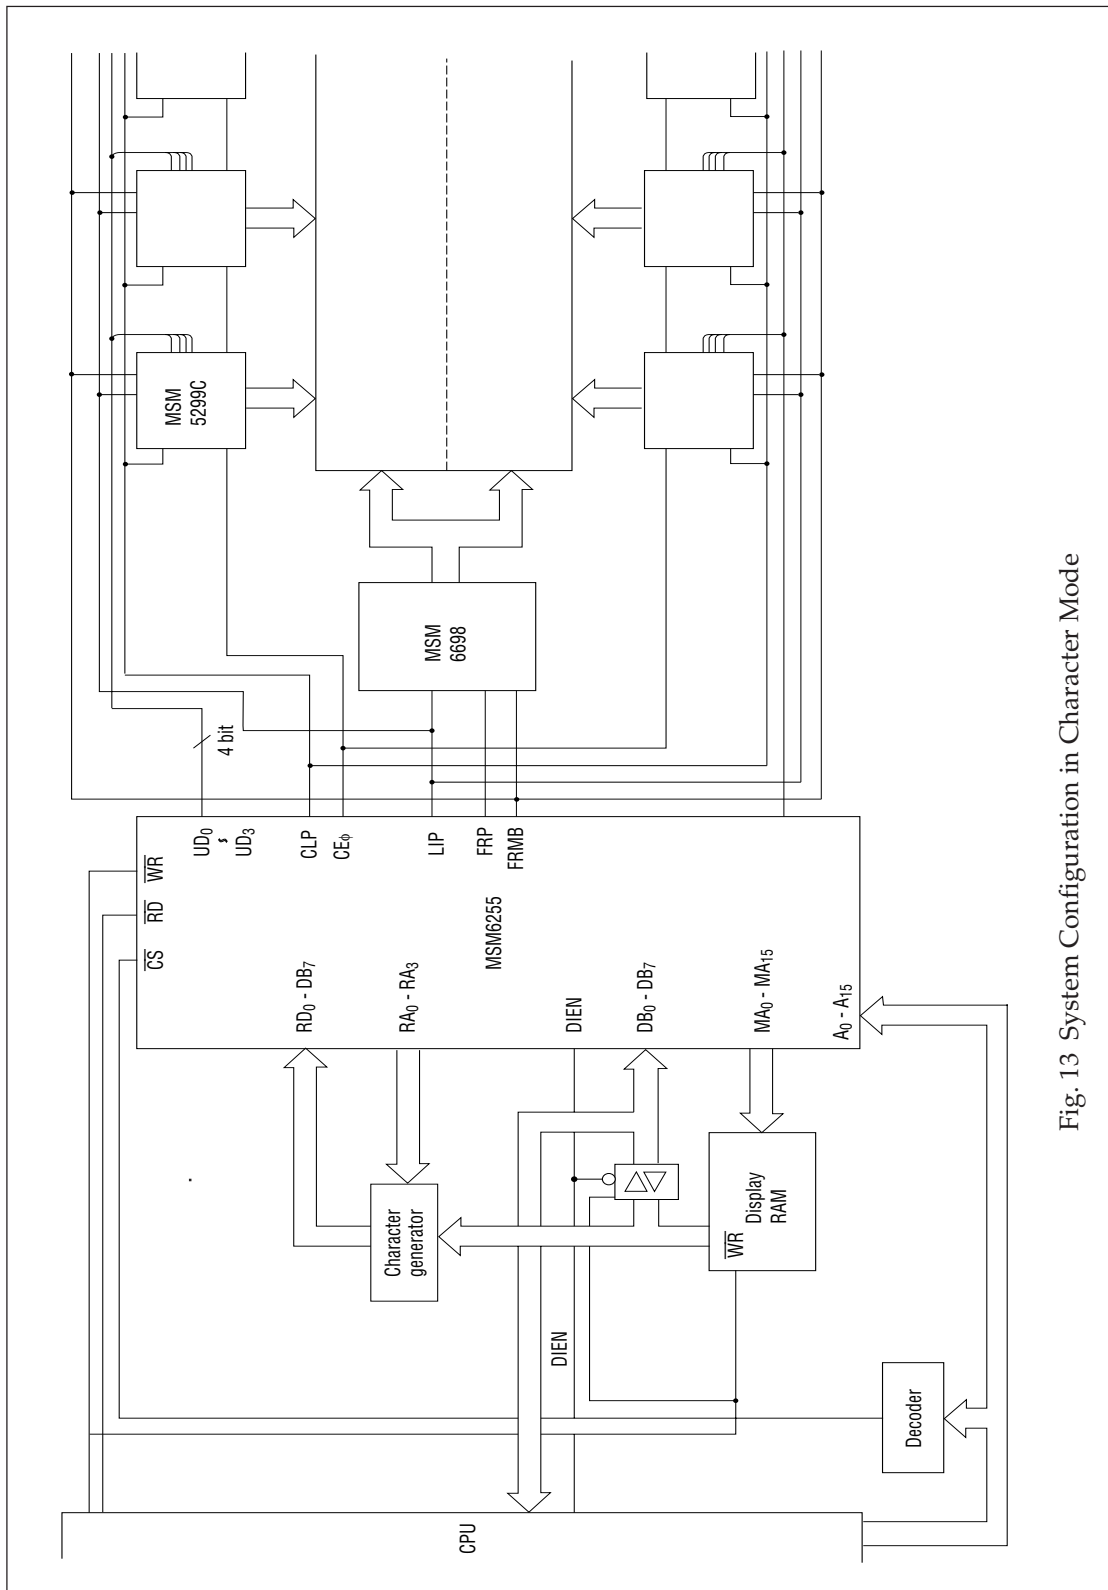 CPU
Decoder
DIEN
Character
generator
WR
Display
RAM
CS
RD
WR
RD0 - DB7
RA0 - RA3
DIEN
DB0 - DB7
MA0 - MA15
A0 - A15
MSM6255
UD0
UD3
CLP
CEϕ
LIP
FRP
FRMB
4 bit
MSM
6698
MSM
5299C
Fig. 13 System Configuration in Character Mode